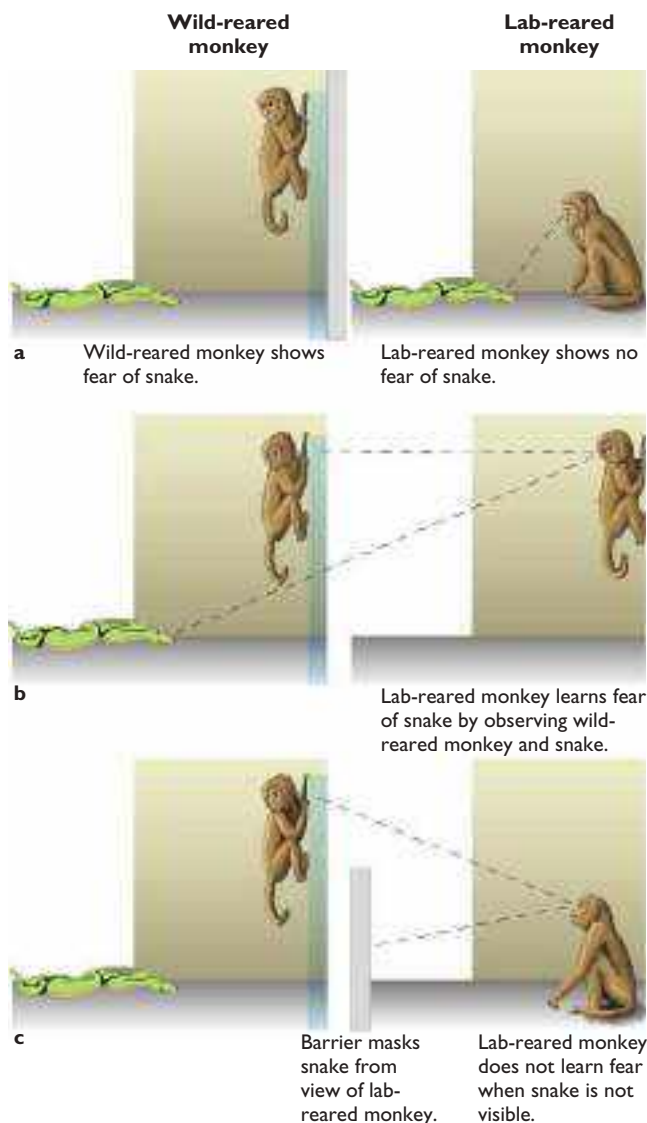 Wild-reared
monkey
Lab-reared
monkey
a
Wild-reared monkey shows
fear of snake.
Lab-reared monkey shows no
fear of snake.
b
Lab-reared monkey learns fear
of snake by observing wild-
reared monkey and snake.
c
Barrier masks
snake from
view of lab-
reared monkey.
Lab-reared monkey
does not learn fear
when snake is not
visible.